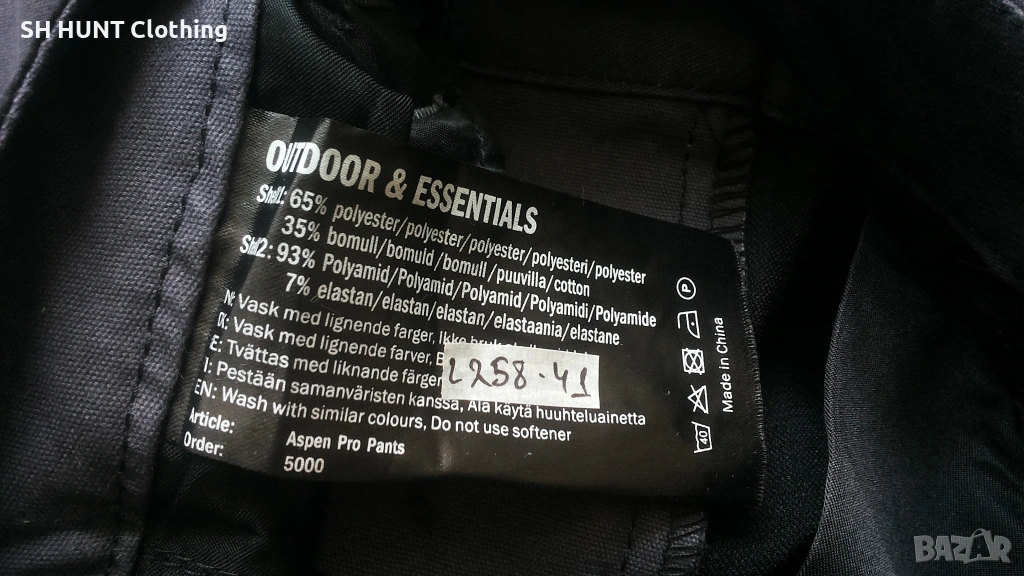 SH HUNT Clothing
OUTDOOR & ESSENTIALS
Shell: 65% polyester/polyester/polyester/polyesteri/polyester
35% bomull/bomuld/bomull/puuvilla/cotton
93% Polyamid/Polyamid/Polyamid/Polyamidi/Polyamide
7% elastan/elastan/elastan/elastaania/elastane
Vask med lignende farger, Ikke
Vask med lignende farver,
Tvättas med liknande färger
Pestään samanväristen kanssa, Älä käytä huuhteluainetta
EN: Wash with similar colours, Do not use softener
Article: Aspen Pro Pants
Order: 5000
L258-41
P
40
Made in China
BAZAR